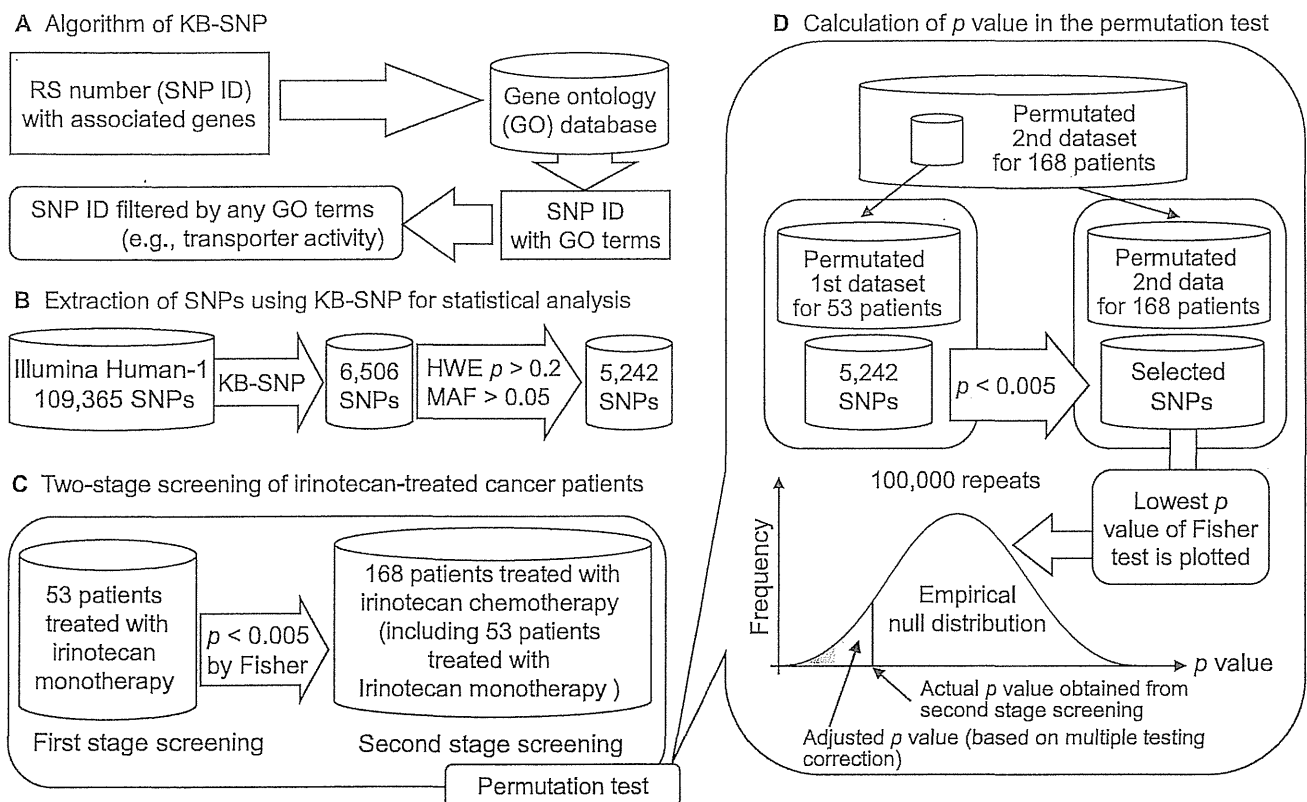 A Algorithm of KB-SNP
RS number (SNP ID)
with associated genes
Gene ontology
(GO) database
SNP ID
with GO terms
SNP ID filtered by any GO terms
(e.g., transporter activity)
B Extraction of SNPs using KB-SNP for statistical analysis
Illumina Human-1
109,365 SNPs
KB-SNP
6,506
SNPs
HWE p > 0.2
MAF > 0.05
5,242
SNPs
C Two-stage screening of irinotecan-treated cancer patients
53 patients
treated with
irinotecan
monotherapy
p < 0.005
by Fisher
168 patients treated with
irinotecan chemotherapy
(including 53 patients
treated with
Irinotecan monotherapy )
First stage screening
Second stage screening
Permutation test
D Calculation of p value in the permutation test
Permutated
2nd dataset
for 168 patients
Permutated
1st dataset
for 53 patients
Permutated
2nd data
for 168 patients
5,242
SNPs
p < 0.005
Selected
SNPs
100,000 repeats
Lowest p
value of Fisher
test is plotted
Frequency
Empirical
null distribution
p value
Actual p value obtained from
second stage screening
Adjusted p value (based on multiple testing
correction)